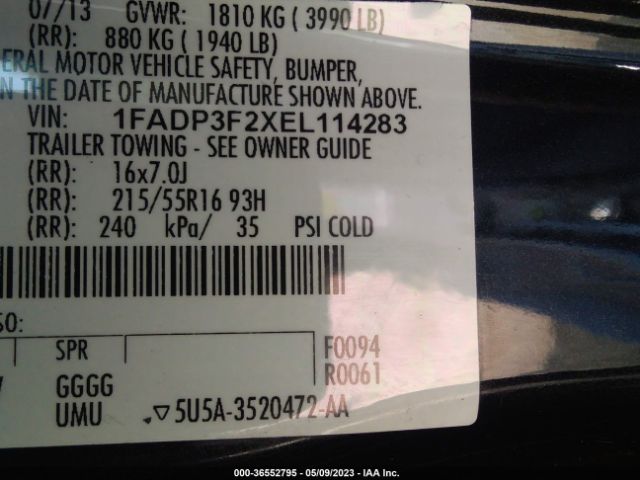 07/13 GVWR: 1810 KG ( 3990 LB)
(RR): 880 KG ( 1940 LB)
ERAL MOTOR VEHICLE SAFETY, BUMPER,
N THE DATE OF MANUFACTURE SHOWN ABOVE.
VIN: 1FADP3F2XEL114283
TRAILER TOWING - SEE OWNER GUIDE
(RR): 16x7.0J
(RR): 215/55R16 93H
(RR): 240 kPa/ 35 PSI COLD
SO:
SPR F0094
R0061
GGGG
UMU 5U5A-3520472-AA
000-36552795 - 05/09/2023 - IAA Inc.